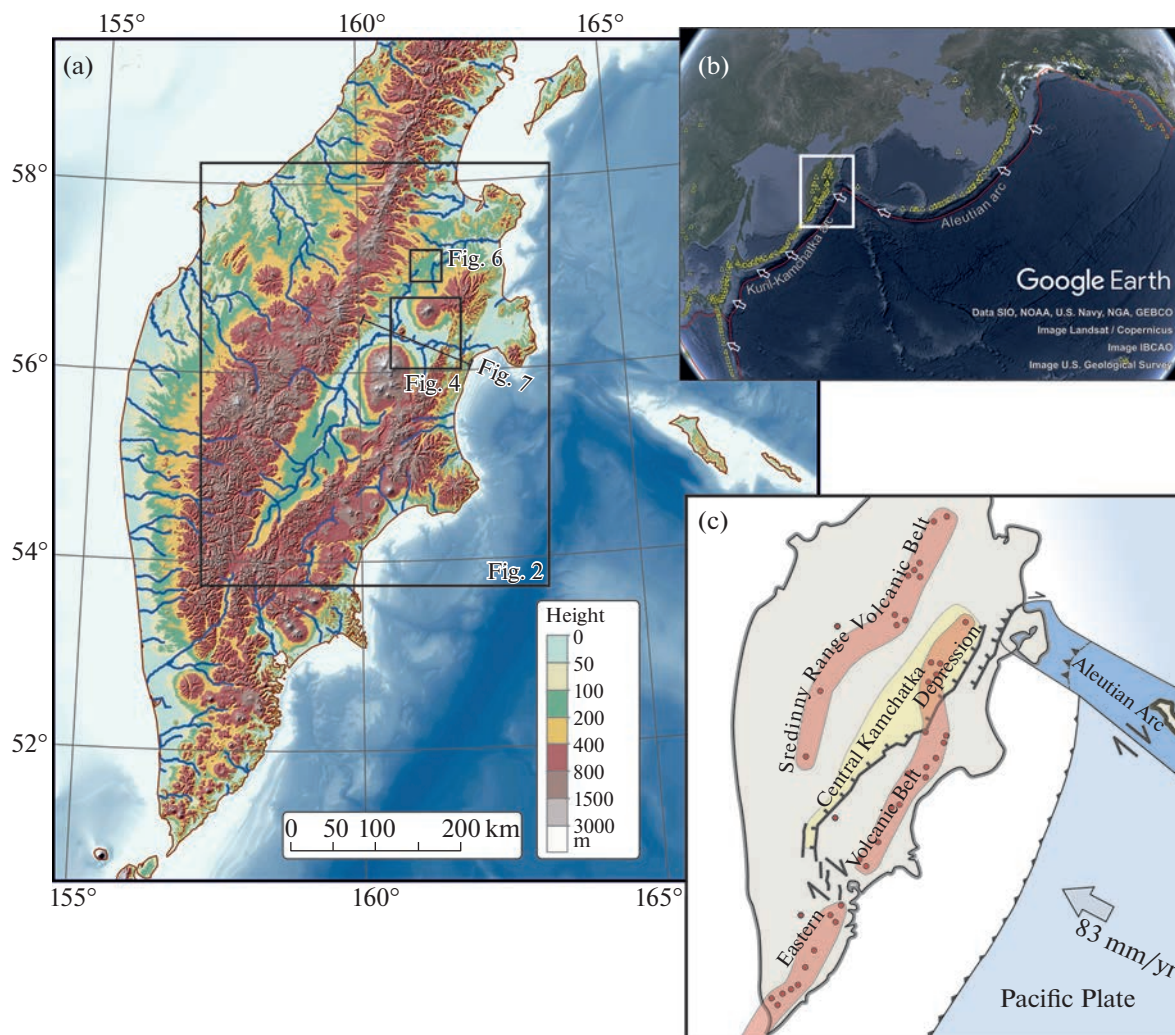 155°
160°
165°
(a)
58°
56°
54°
52°
Fig. 6
Fig. 4
Fig. 7
Fig. 2
Height
0
50
100
200
400
800
1500
3000
m
0 50 100 200 km
155°
160°
165°
(b)
Aleutian arc
Kuril-Kamchatka arc
Google Earth
Data SIO, NOAA, U.S. Navy, NGA, GEBCO
Image Landsat / Copernicus
Image IBCAO
Image U.S. Geological Survey
(c)
Sredinny Range Volcanic Belt
Central Kamchatka
Depression
Aleutian Arc
Volcanic Belt
Eastern
83 mm/yr
Pacific Plate